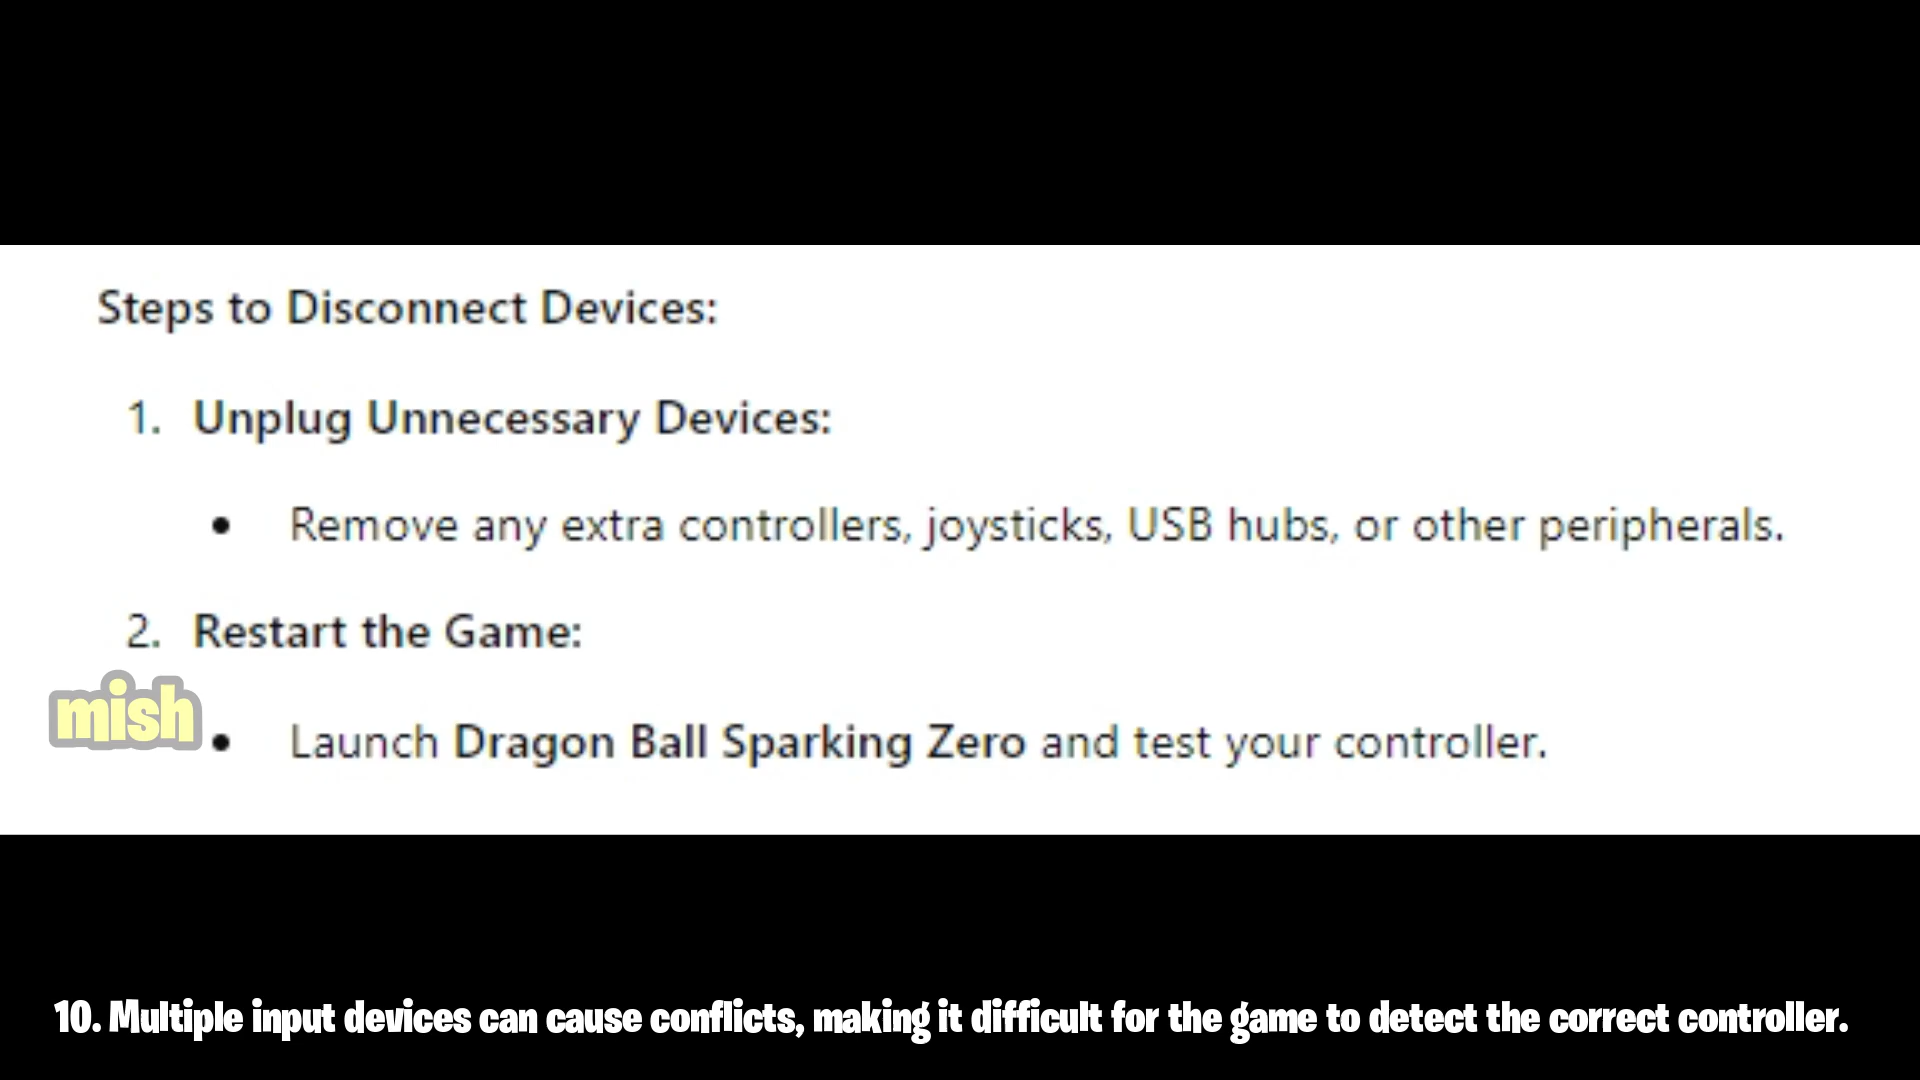 Steps to Disconnect Devices:
1. Unplug Unnecessary Devices:
• Remove any extra controllers, joysticks, USB hubs, or other peripherals.
2. Restart the Game:
mish
• Launch Dragon Ball Sparking Zero and test your controller.
10. Multiple input devices can cause conflicts, making it difficult for the game to detect the correct controller.